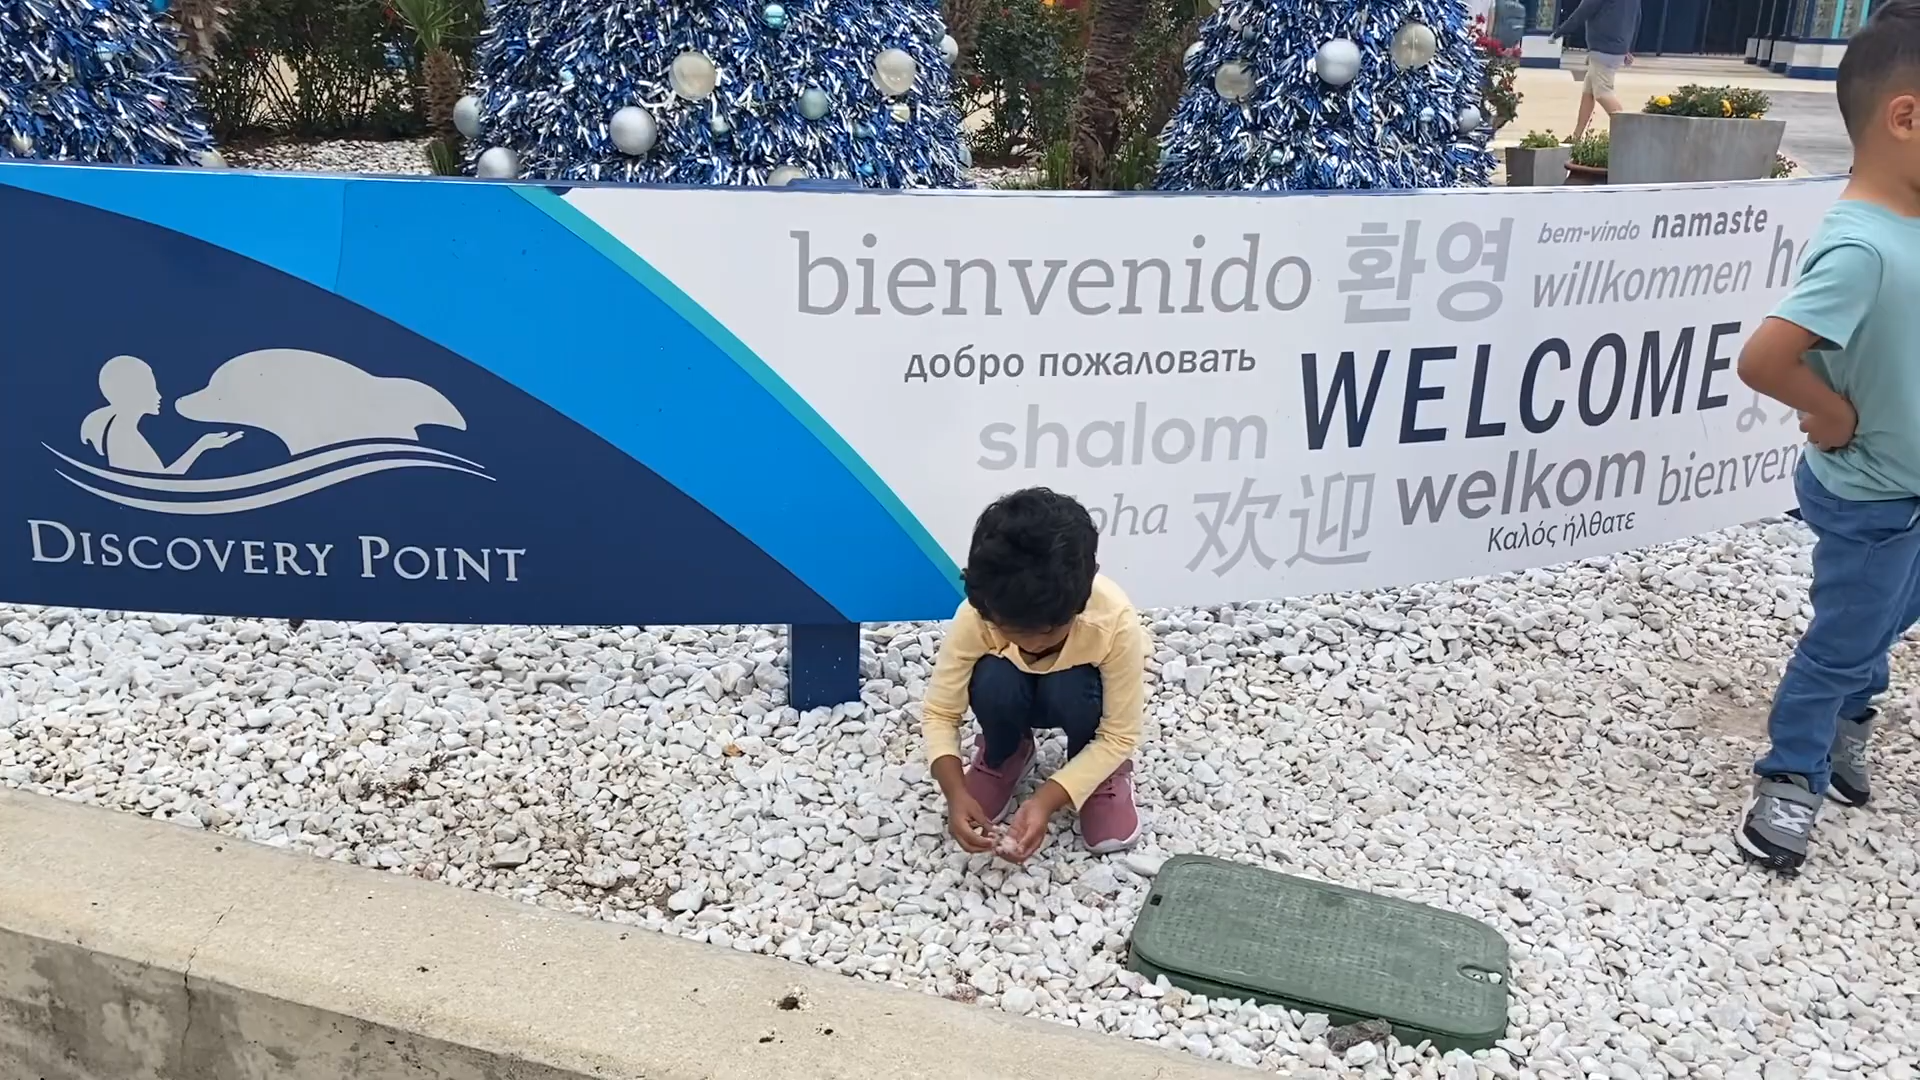 DISCOVERY POINT
bienvenido
환영
bem-vindo
namaste
willkommen
добро пожаловать
WELCOME
shalom
欢迎
welkom
Καλός ήλθατε